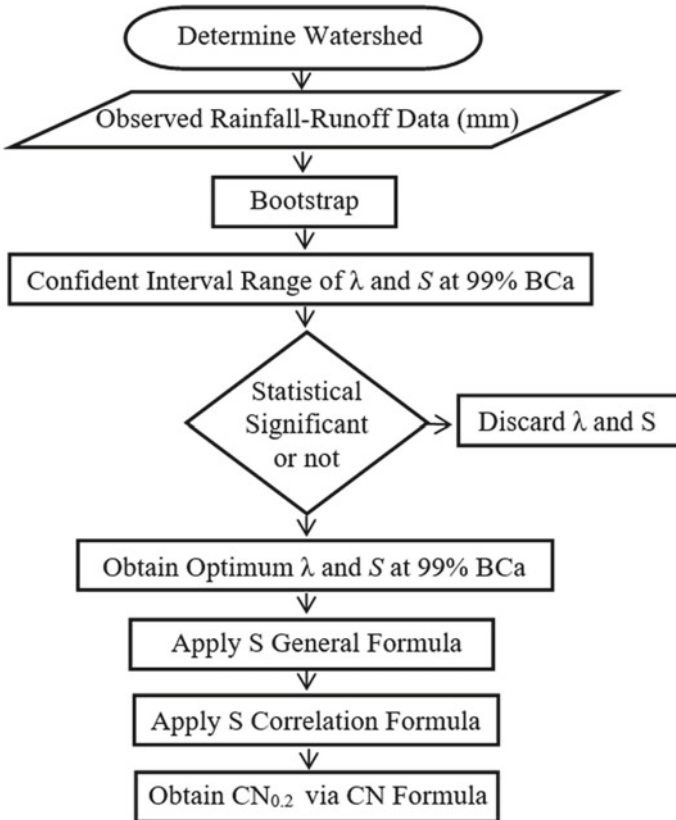 Determine Watershed
Observed Rainfall-Runoff Data (mm)
Bootstrap
Confident Interval Range of λ and S at 99% BCa
Statistical
Significant
or not
Discard λ and S
Obtain Optimum λ and S at 99% BCa
Apply S General Formula
Apply S Correlation Formula
Obtain CN₀.₂ via CN Formula